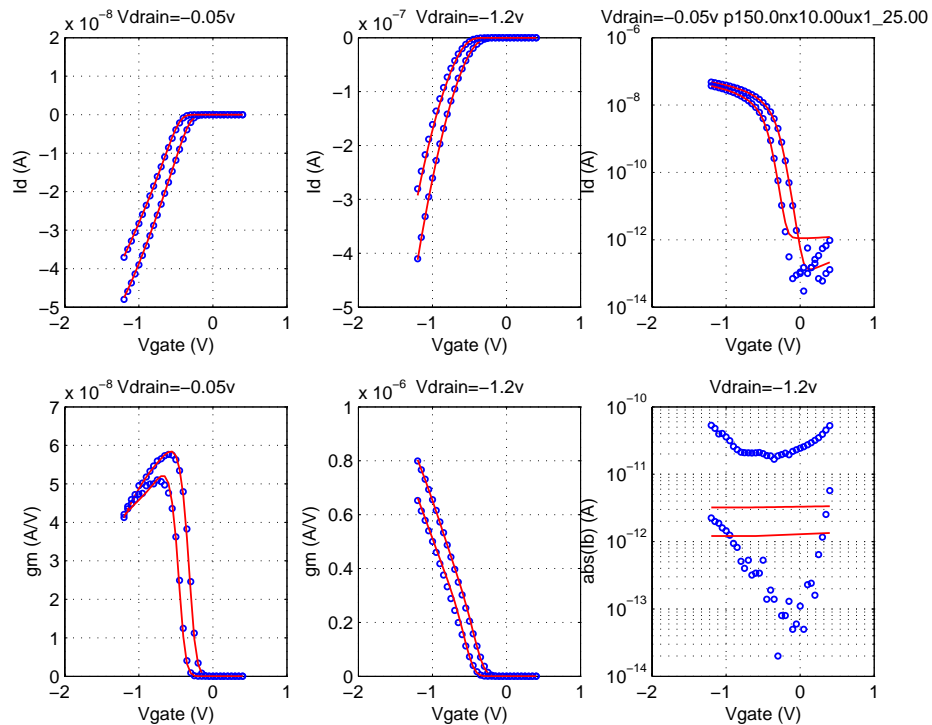 x 10^-8 Vdrain=−0.05v
2
1
0
−1
−2
−3
−4
−5
Id (A)
−2 −1 0 1
Vgate (V)
x 10^-7 Vdrain=−1.2v
0
−1
−2
−3
−4
−5
Id (A)
−2 −1 0 1
Vgate (V)
Vdrain=−0.05v p150.0nx10.00ux1_25.00
10^-6
10^-8
10^-10
10^-12
10^-14
Id (A)
−2 −1 0 1
Vgate (V)
x 10^-8 Vdrain=−0.05v
7
6
5
4
3
2
1
0
gm (A/V)
−2 −1 0 1
Vgate (V)
x 10^-6 Vdrain=−1.2v
1
0.8
0.6
0.4
0.2
0
gm (A/V)
−2 −1 0 1
Vgate (V)
Vdrain=−1.2v
10^-10
10^-11
10^-12
10^-13
10^-14
abs(Ib) (A)
−2 −1 0 1
Vgate (V)